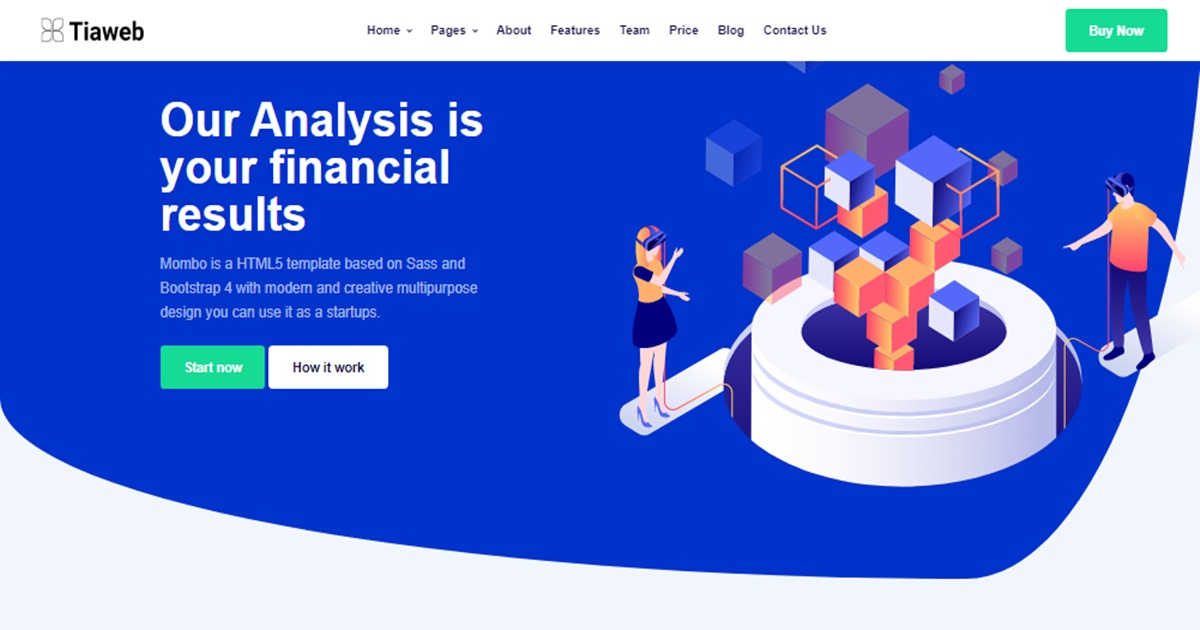 Tiaweb
Home
Pages
About
Features
Team
Price
Blog
Contact Us
Buy Now
Our Analysis is
your financial
results
Mombo is a HTML5 template based on Sass and
Bootstrap 4 with modern and creative multipurpose
design you can use it as a startups.
Start now
How it work